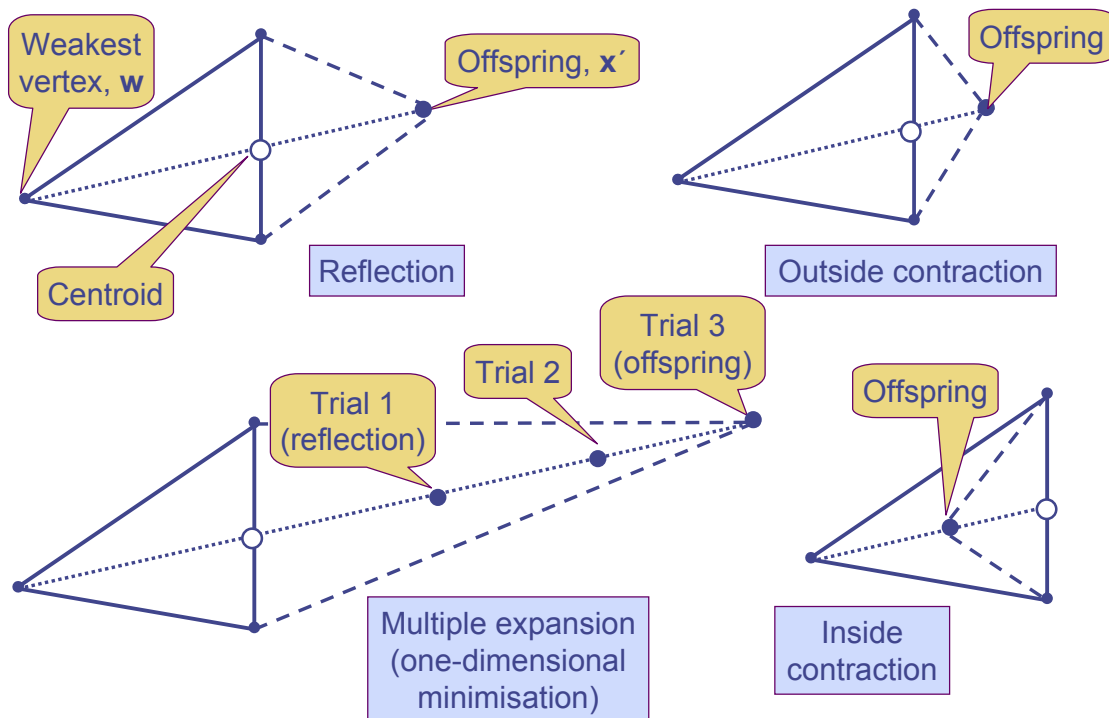 Weakest
vertex, w
Offspring, x´
Offspring
Centroid
Reflection
Outside contraction
Trial 1
(reflection)
Trial 2
Trial 3
(offspring)
Offspring
Multiple expansion
(one-dimensional
minimisation)
Inside
contraction